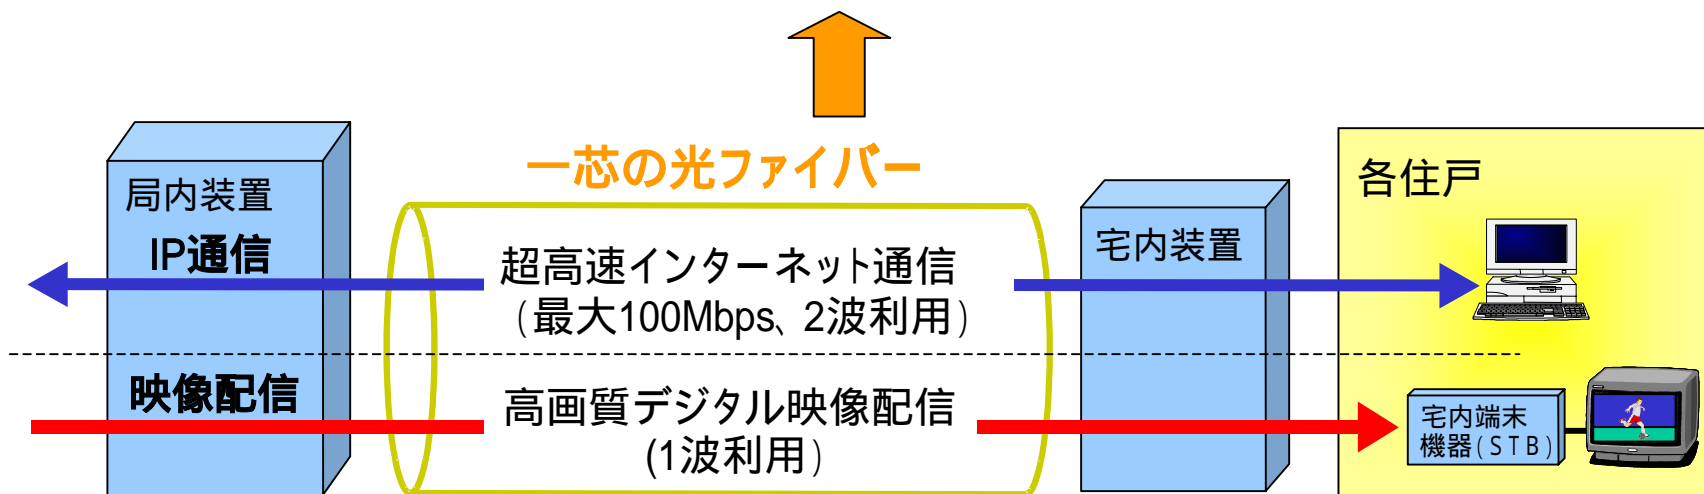 一芯の光ファイバー
局内装置
IP通信
超高速インターネット通信
（最大100Mbps、2波利用）
宅内装置
各住戸
映像配信
高画質デジタル映像配信
(1波利用）
宅内端末
機器(STB)